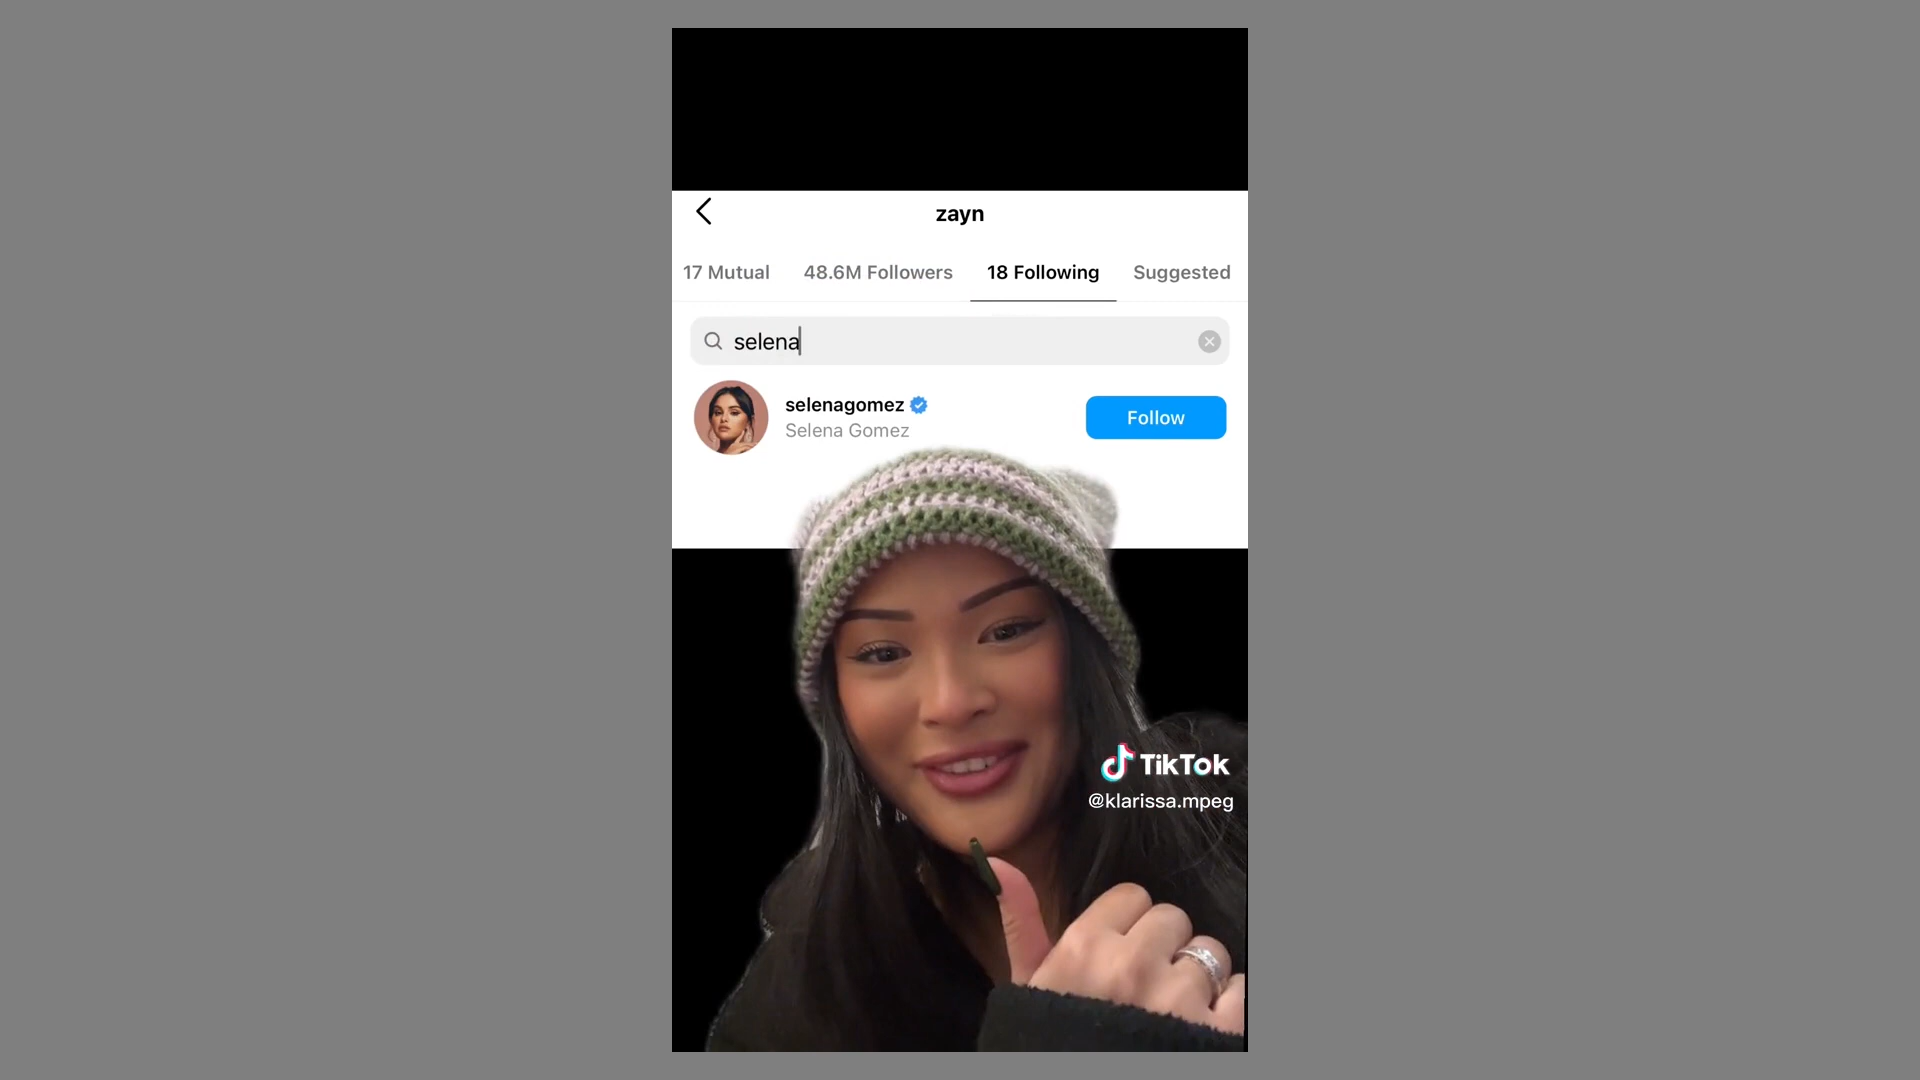 zayn
17 Mutual 48.6M Followers 18 Following Suggested
selena
selenagomez
Selena Gomez
Follow
TikTok
@klarissa.mpeg